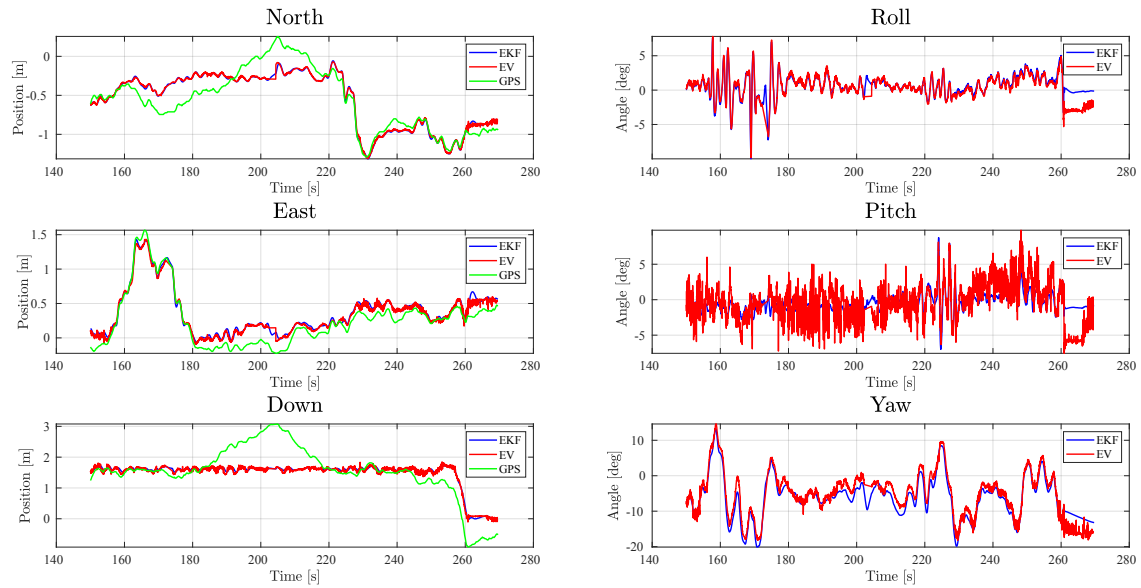 North
Position [m]
0
-0.5
-1
EKF
EV
GPS
140 160 180 200 220 240 260 280
Time [s]
Roll
Angle [deg]
5
0
-5
EKF
EV
140 160 180 200 220 240 260 280
Time [s]
East
Position [m]
1.5
1
0.5
0
EKF
EV
GPS
140 160 180 200 220 240 260 280
Time [s]
Pitch
Angle [deg]
5
0
-5
EKF
EV
140 160 180 200 220 240 260 280
Time [s]
Down
Position [m]
3
2
1
0
EKF
EV
GPS
140 160 180 200 220 240 260 280
Time [s]
Yaw
Angle [deg]
10
0
-10
-20
EKF
EV
140 160 180 200 220 240 260 280
Time [s]